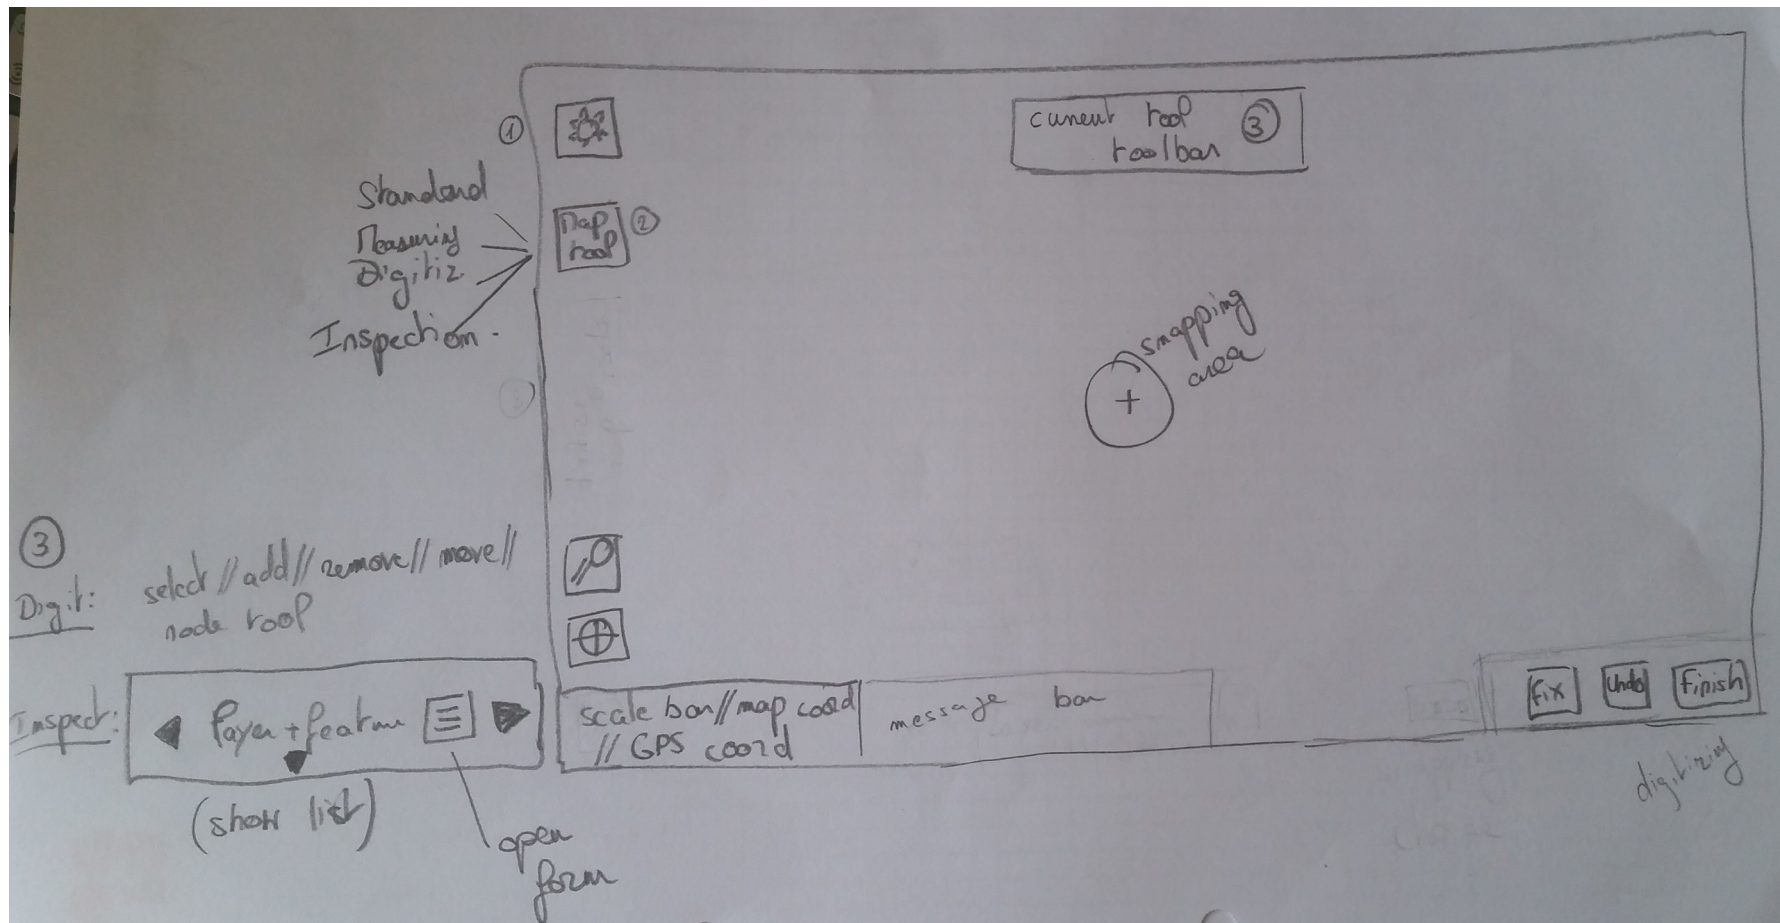 1
current tool 3
toolbar
Standard
Measuring
Digitiz.
Inspection.
Map
tool
2
snapping
area
3
Digit: select // add // remove // move //
node tool
Inspect: layer + feature
(show list)
open
form
scale bar // map coord
// GPS coord
message bar
Fix
Undo
Finish
digitizing